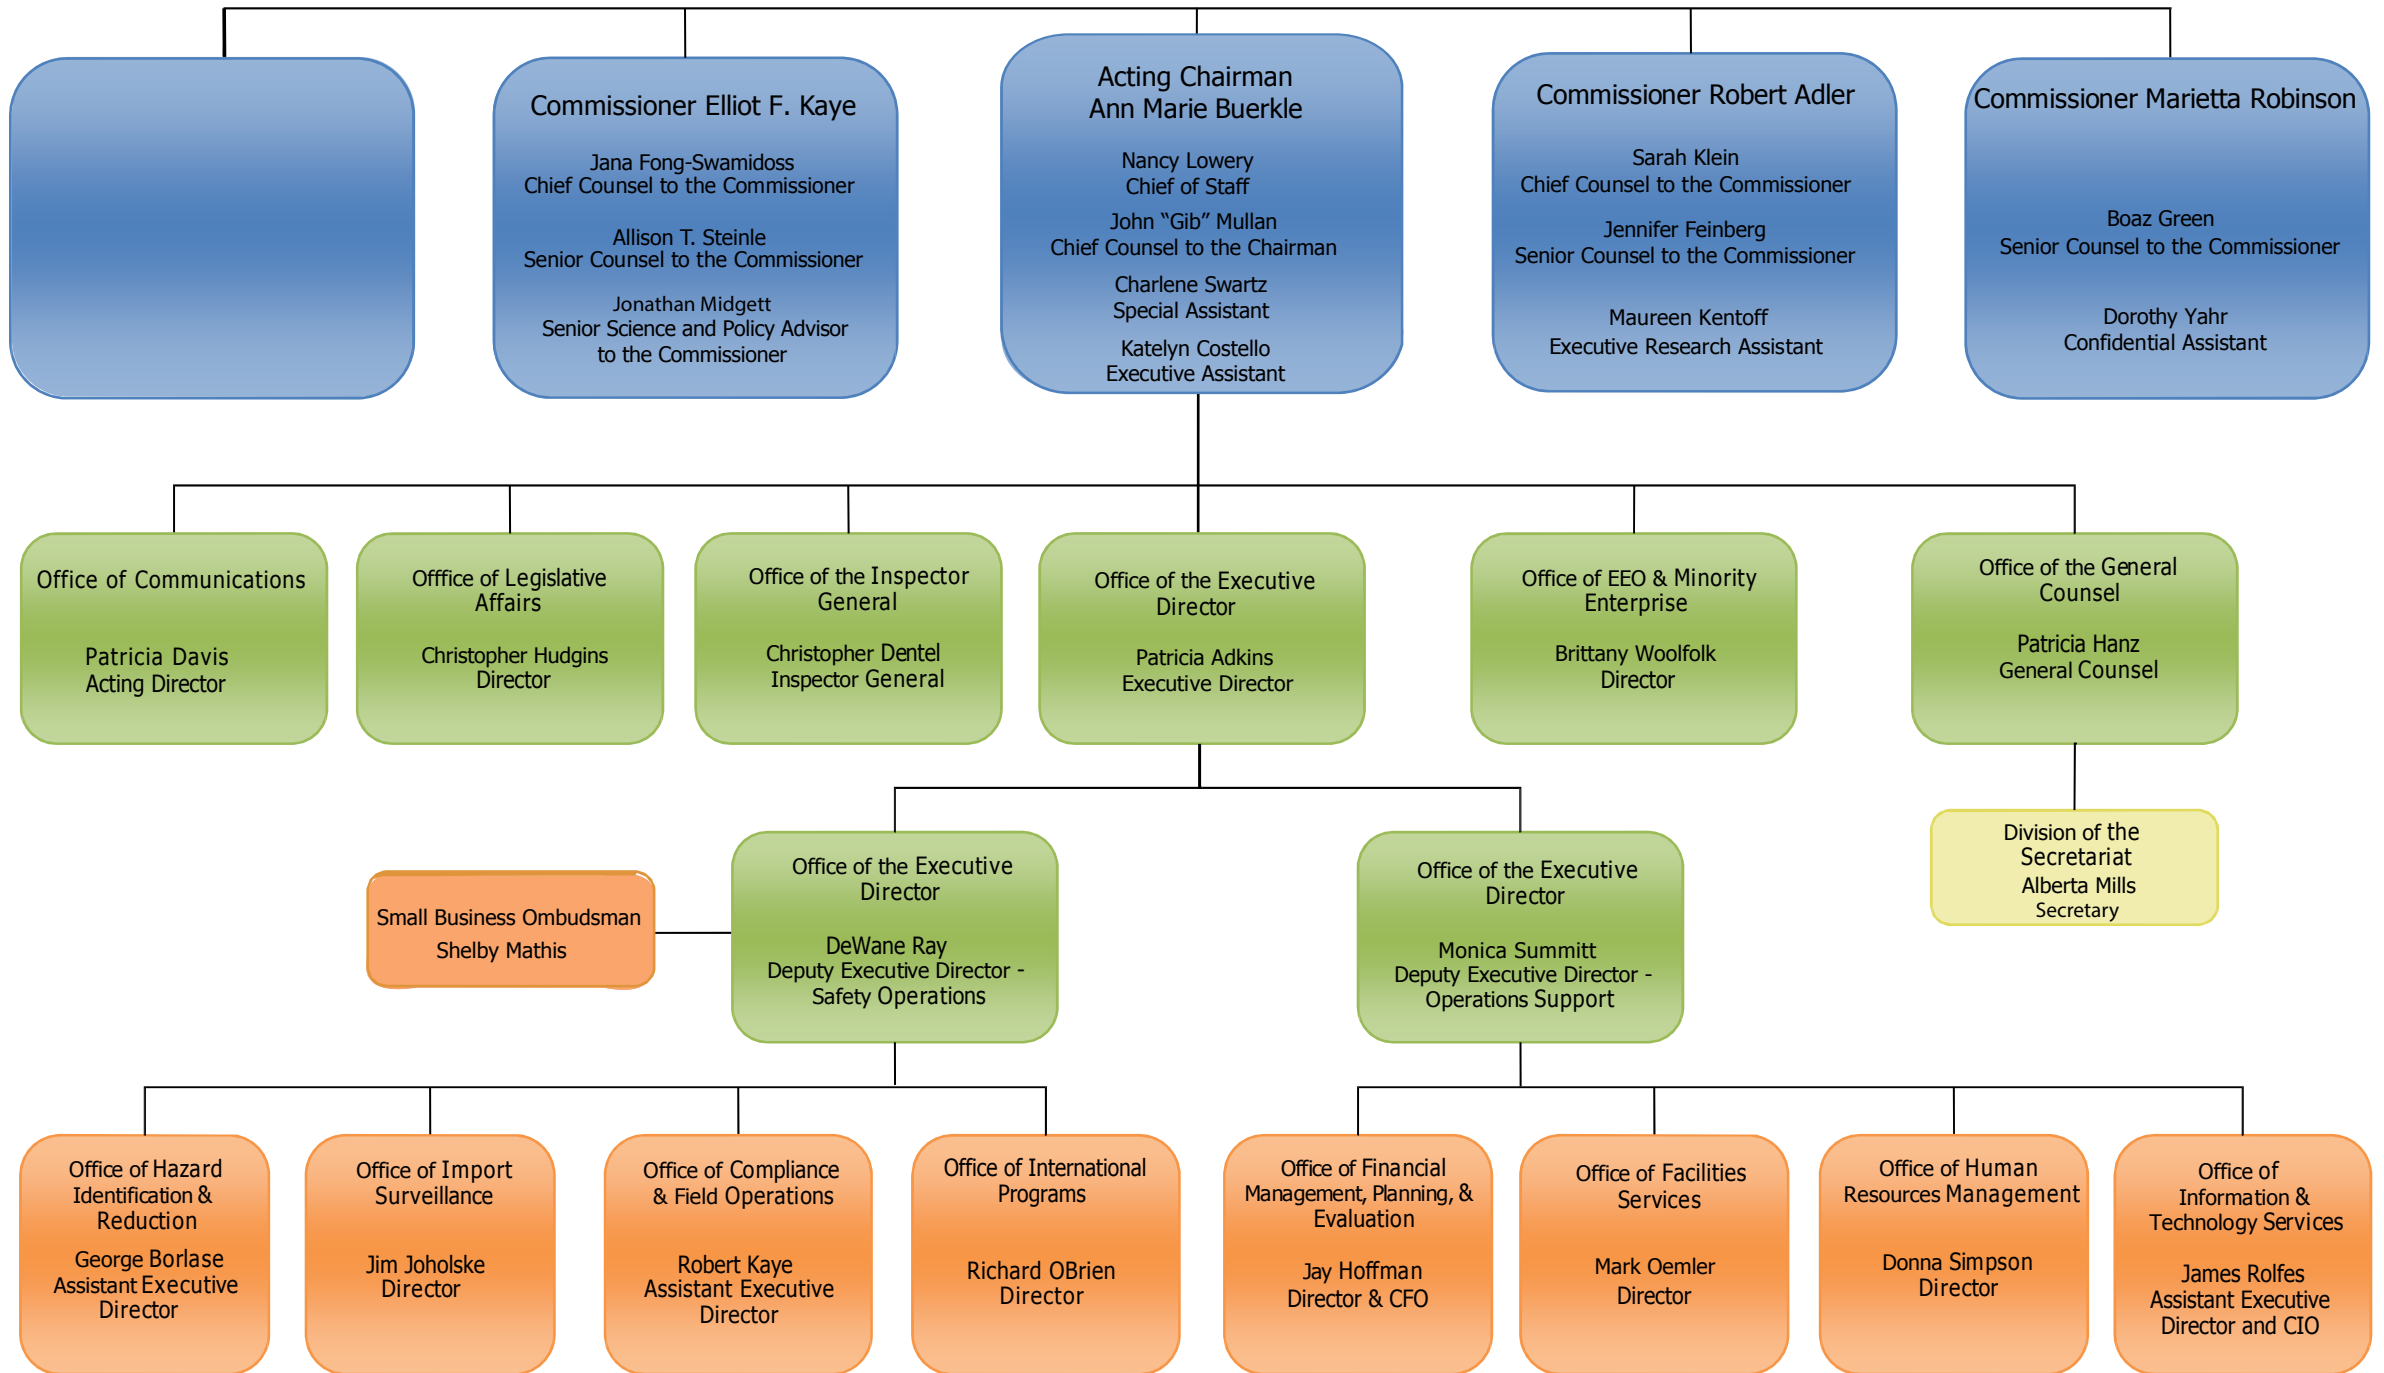 Commissioner Elliot F. Kaye
Jana Fong-Swamidoss
Chief Counsel to the Commissioner
Allison T. Steinle
Senior Counsel to the Commissioner
Jonathan Midgett
Senior Science and Policy Advisor
to the Commissioner
Acting Chairman
Ann Marie Buerkle
Nancy Lowery
Chief of Staff
John “Gib” Mullan
Chief Counsel to the Chairman
Charlene Swartz
Special Assistant
Katelyn Costello
Executive Assistant
Commissioner Robert Adler
Sarah Klein
Chief Counsel to the Commissioner
Jennifer Feinberg
Senior Counsel to the Commissioner
Maureen Kentoff
Executive Research Assistant
Commissioner Marietta Robinson
Boaz Green
Senior Counsel to the Commissioner
Dorothy Yahr
Confidential Assistant
Office of Communications
Patricia Davis
Acting Director
Offfice of Legislative
Affairs
Christopher Hudgins
Director
Office of the Inspector
General
Christopher Dentel
Inspector General
Office of the Executive
Director
Patricia Adkins
Executive Director
Office of EEO & Minority
Enterprise
Brittany Woolfolk
Director
Office of the General
Counsel
Patricia Hanz
General Counsel
Small Business Ombudsman
Shelby Mathis
Office of the Executive
Director
DeWane Ray
Deputy Executive Director -
Safety Operations
Office of the Executive
Director
Monica Summitt
Deputy Executive Director -
Operations Support
Division of the
Secretariat
Alberta Mills
Secretary
Office of Hazard
Identification &
Reduction
George Borlase
Assistant Executive
Director
Office of Import
Surveillance
Jim Joholske
Director
Office of Compliance
& Field Operations
Robert Kaye
Assistant Executive
Director
Office of International
Programs
Richard OBrien
Director
Office of Financial
Management, Planning, &
Evaluation
Jay Hoffman
Director & CFO
Office of Facilities
Services
Mark Oemler
Director
Office of Human
Resources Management
Donna Simpson
Director
Office of
Information &
Technology Services
James Rolfes
Assistant Executive
Director and CIO